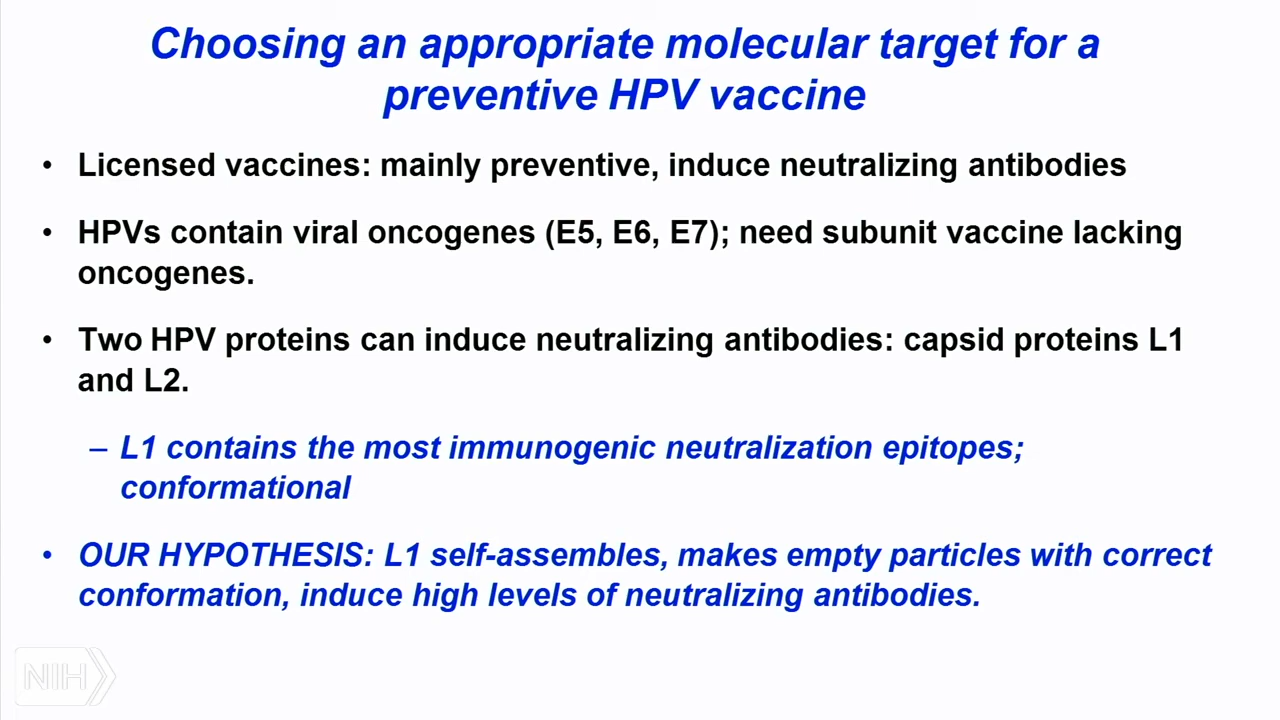 Choosing an appropriate molecular target for a
preventive HPV vaccine
• Licensed vaccines: mainly preventive, induce neutralizing antibodies
• HPVs contain viral oncogenes (E5, E6, E7); need subunit vaccine lacking
oncogenes.
• Two HPV proteins can induce neutralizing antibodies: capsid proteins L1
and L2.
– L1 contains the most immunogenic neutralization epitopes;
conformational
• OUR HYPOTHESIS: L1 self-assembles, makes empty particles with correct
conformation, induce high levels of neutralizing antibodies.
NIH